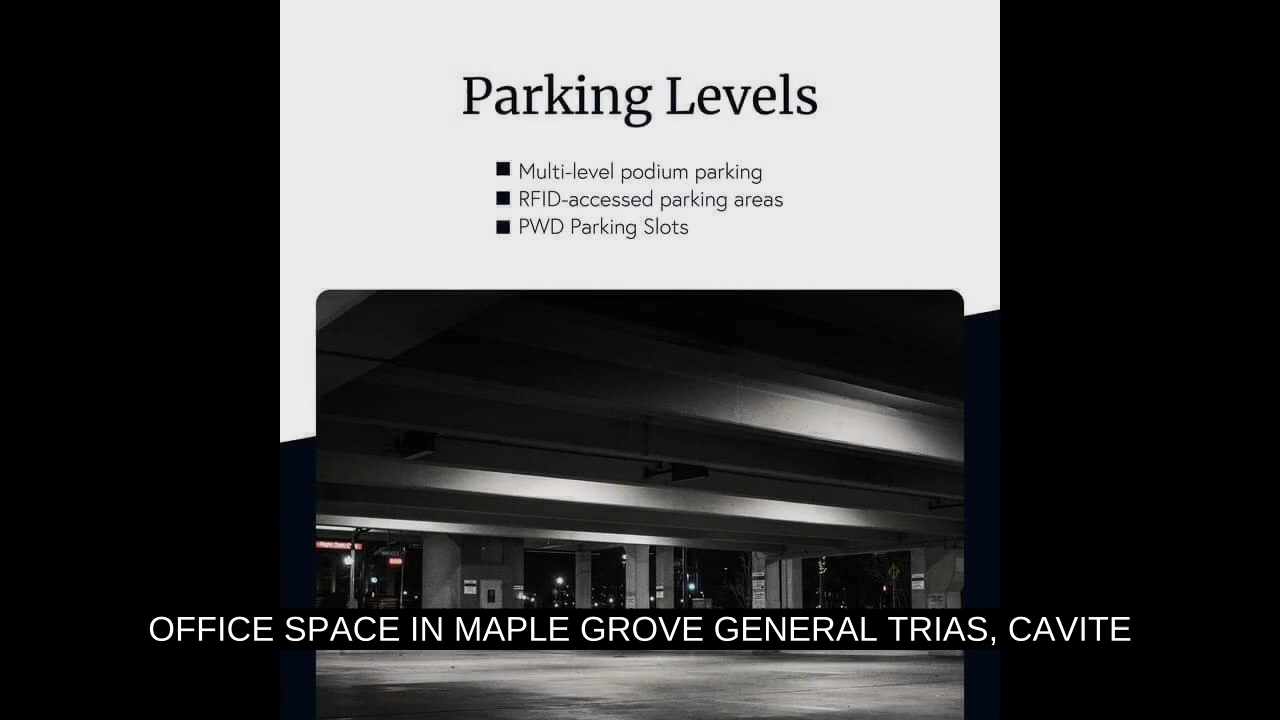 Parking Levels
Multi-level podium parking
RFID-accessed parking areas
PWD Parking Slots
OFFICE SPACE IN MAPLE GROVE GENERAL TRIAS, CAVITE